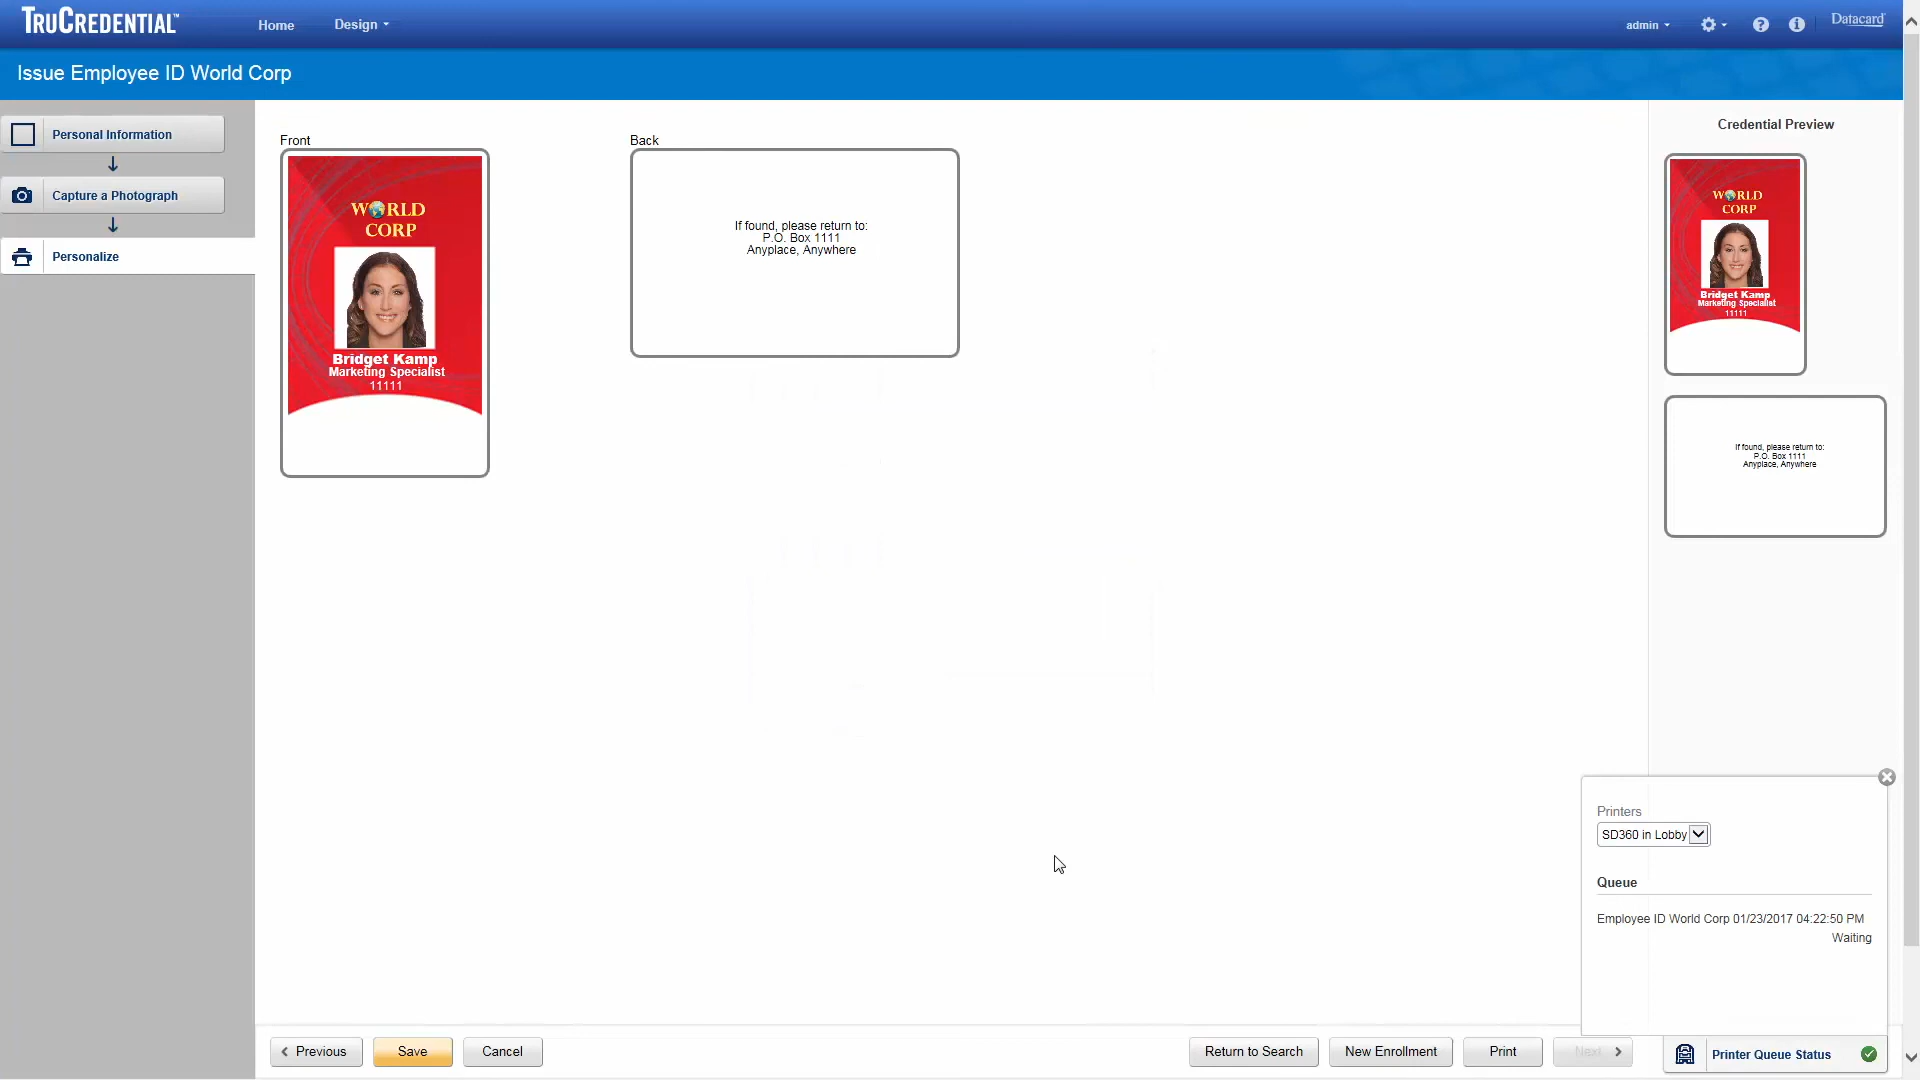 TRUCREDENTIAL™
Home
Design
admin
Datacard
Issue Employee ID World Corp
Personal Information
Capture a Photograph
Personalize
Front
WORLD
CORP
Bridget Kamp
Marketing Specialist
11111
Back
If found, please return to:
P.O. Box 1111
Anyplace, Anywhere
Credential Preview
WORLD
CORP
Bridget Kamp
Marketing Specialist
11111
If found, please return to:
P.O. Box 1111
Anyplace, Anywhere
Printers
SD360 in Lobby
Queue
Employee ID World Corp 01/23/2017 04:22:50 PM
Waiting
Previous
Save
Cancel
Return to Search
New Enrollment
Print
Next
Printer Queue Status